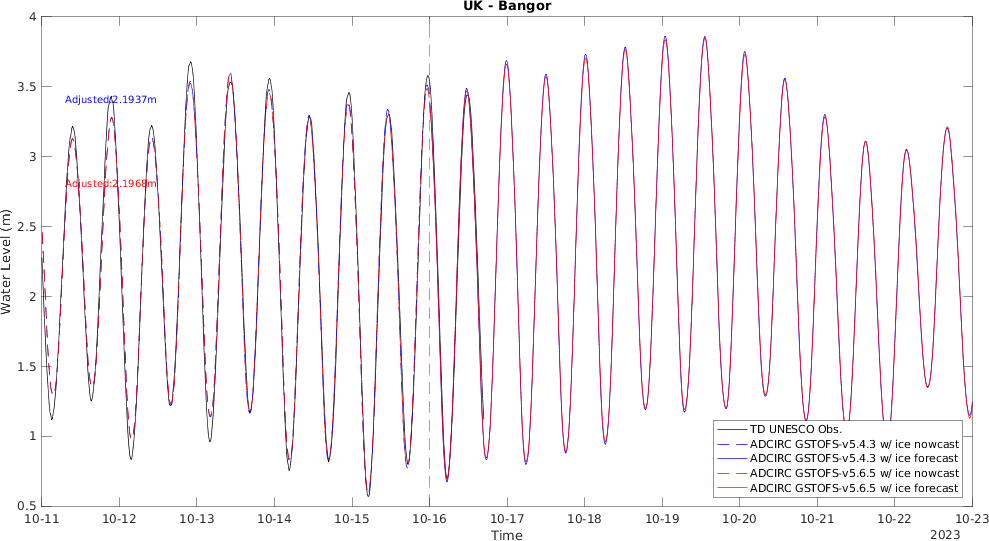 UK - Bangor
4
3.5
3
2.5
2
1.5
1
0.5
Water Level (m)
Adjusted:2.1937m
Adjusted:2.1968m
TD UNESCO Obs.
ADCIRC GSTOFS-v5.4.3 w/ ice nowcast
ADCIRC GSTOFS-v5.4.3 w/ ice forecast
ADCIRC GSTOFS-v5.6.5 w/ ice nowcast
ADCIRC GSTOFS-v5.6.5 w/ ice forecast
10-11 10-12 10-13 10-14 10-15 10-16 10-17 10-18 10-19 10-20 10-21 10-22 10-23
Time
2023